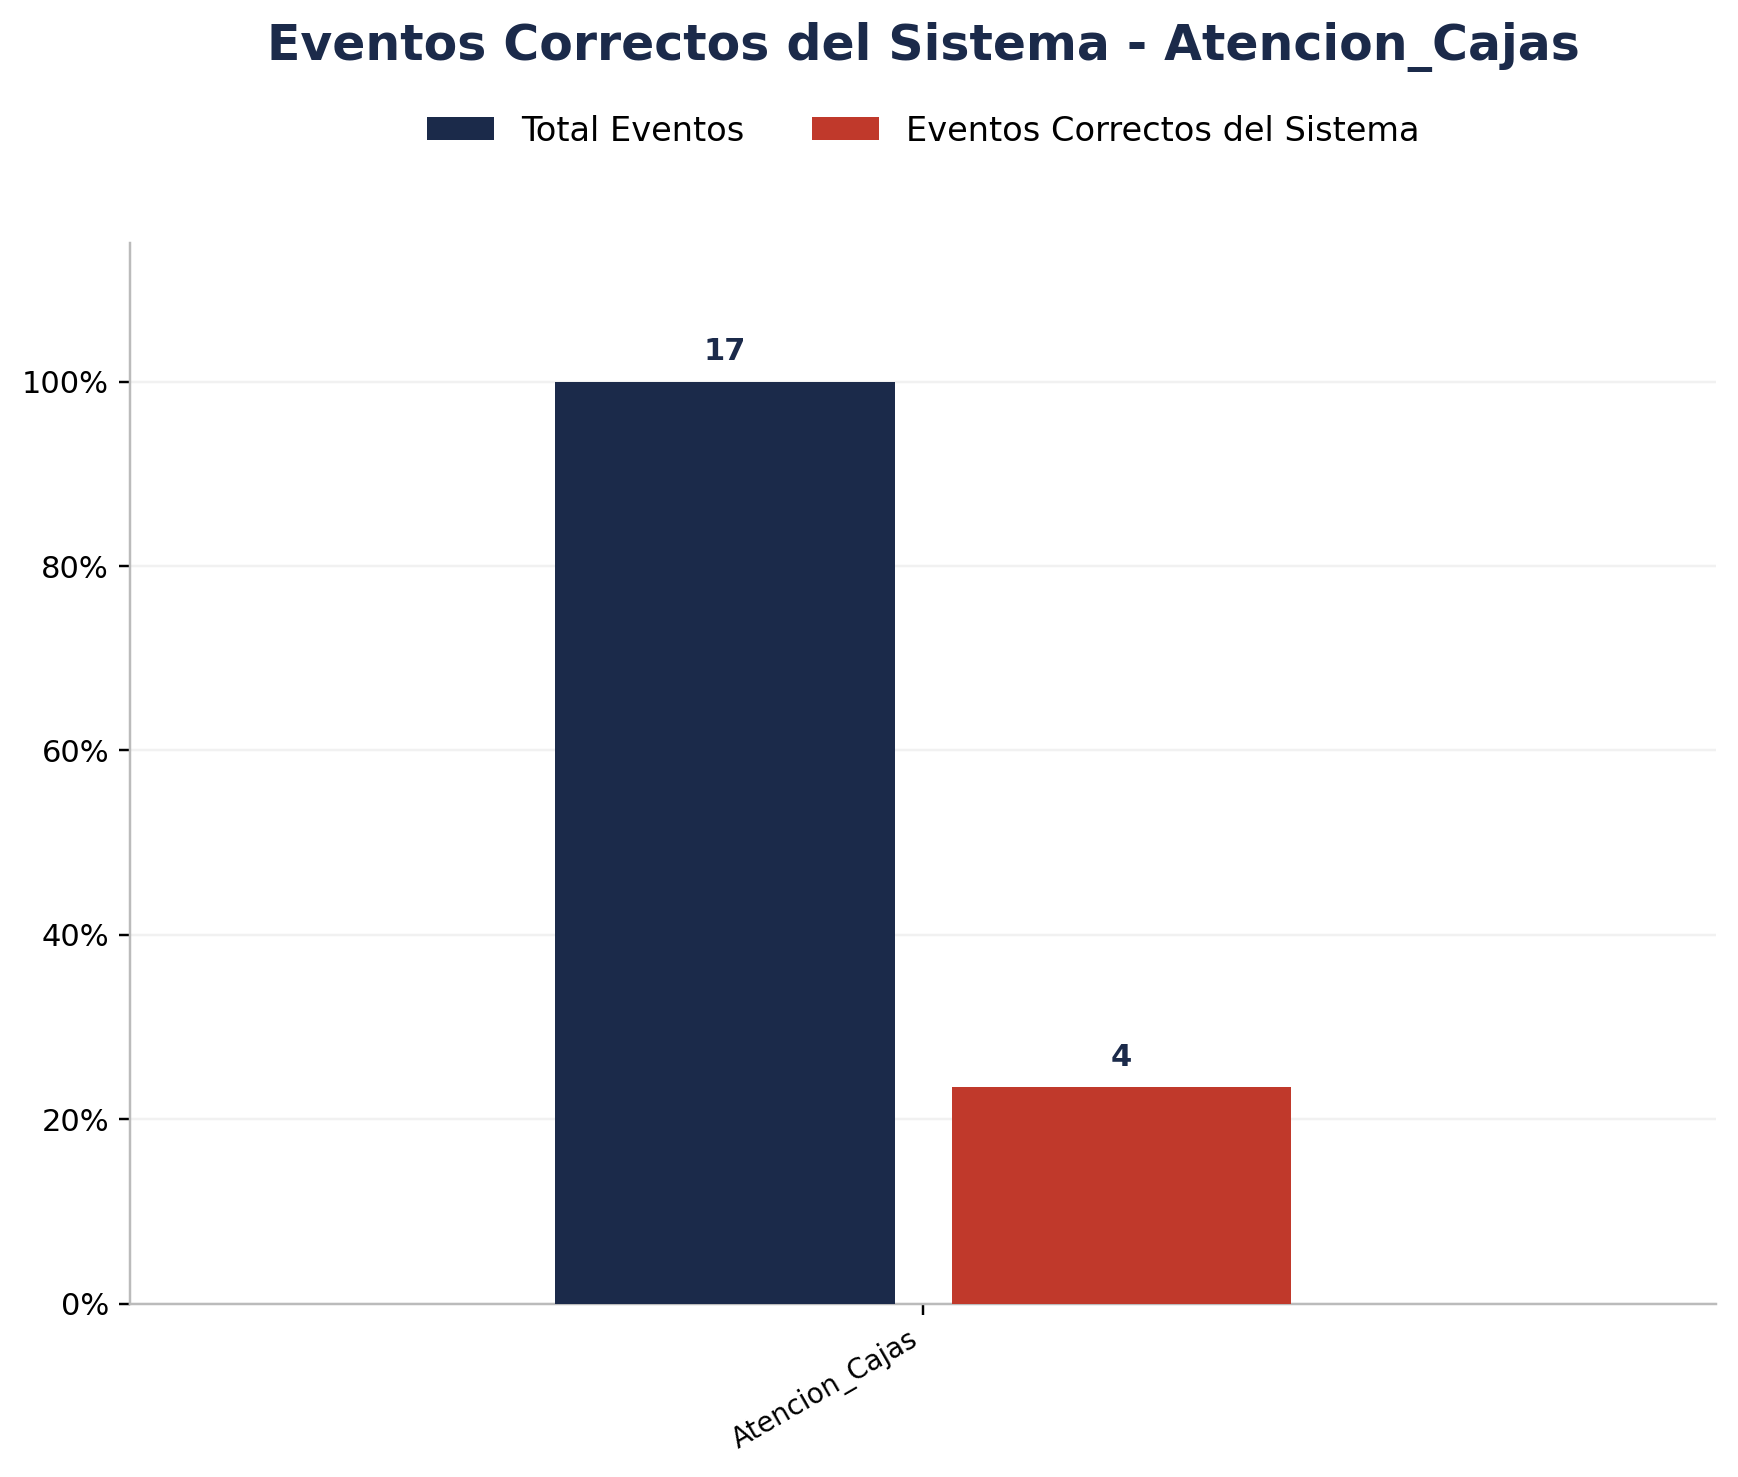 Eventos Correctos del Sistema - Atencion_Cajas
Total Eventos
Eventos Correctos del Sistema
17
100%
80%
60%
40%
4
20%
0%
Atencion_Cajas